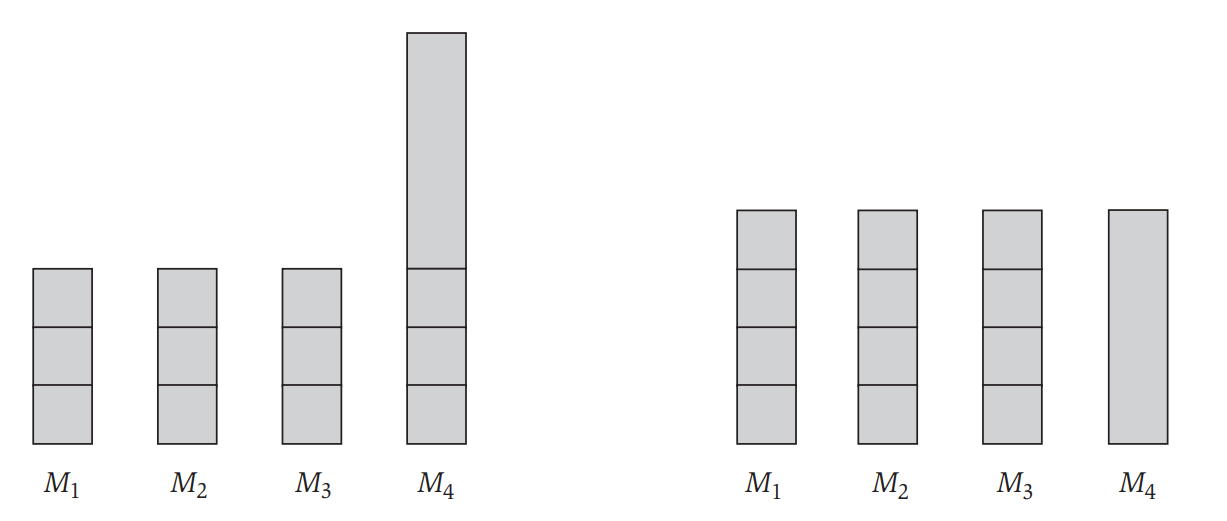 M₁ M₂ M₃ M₄ M₁ M₂ M₃ M₄